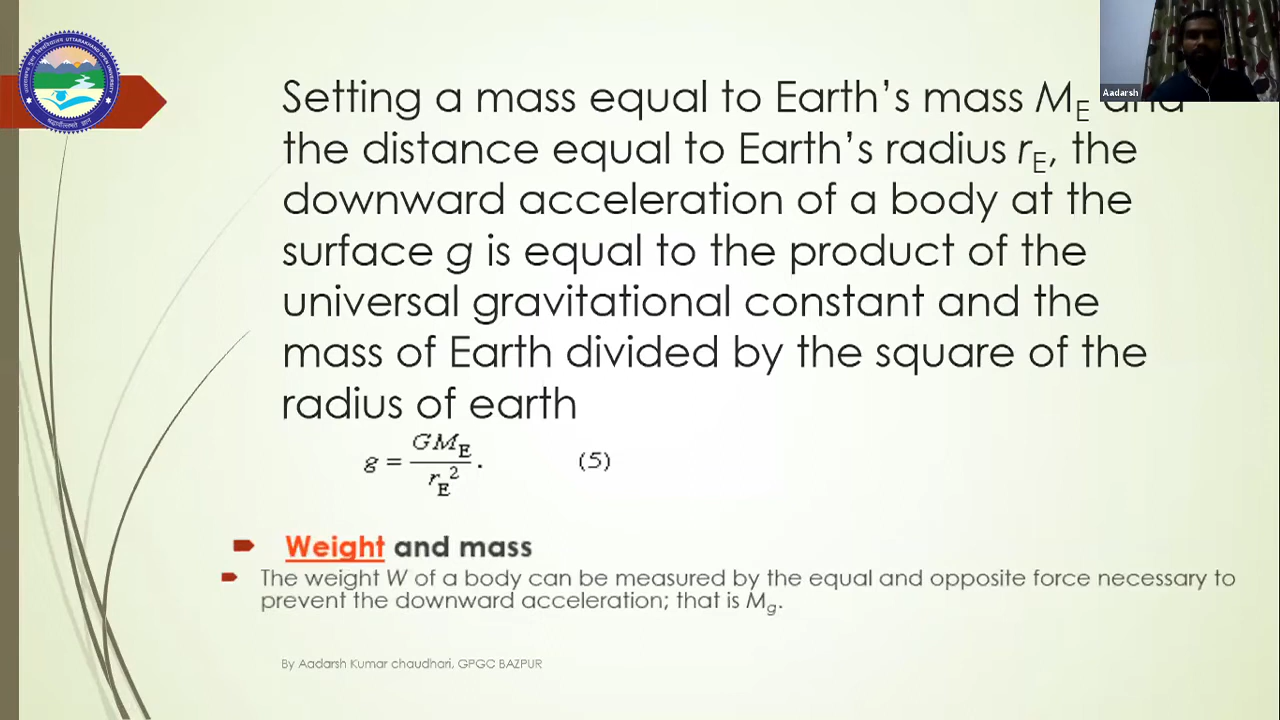 Aadarsh
UTTARAKHAND OPEN UNIVERSITY
Setting a mass equal to Earth’s mass M_E and
the distance equal to Earth’s radius r_E, the
downward acceleration of a body at the
surface g is equal to the product of the
universal gravitational constant and the
mass of Earth divided by the square of the
radius of earth
g = GM_E / r_E^2 . (5)
Weight and mass
The weight W of a body can be measured by the equal and opposite force necessary to
prevent the downward acceleration; that is M_g.
By Aadarsh Kumar chaudhari, GPGC BAZPUR